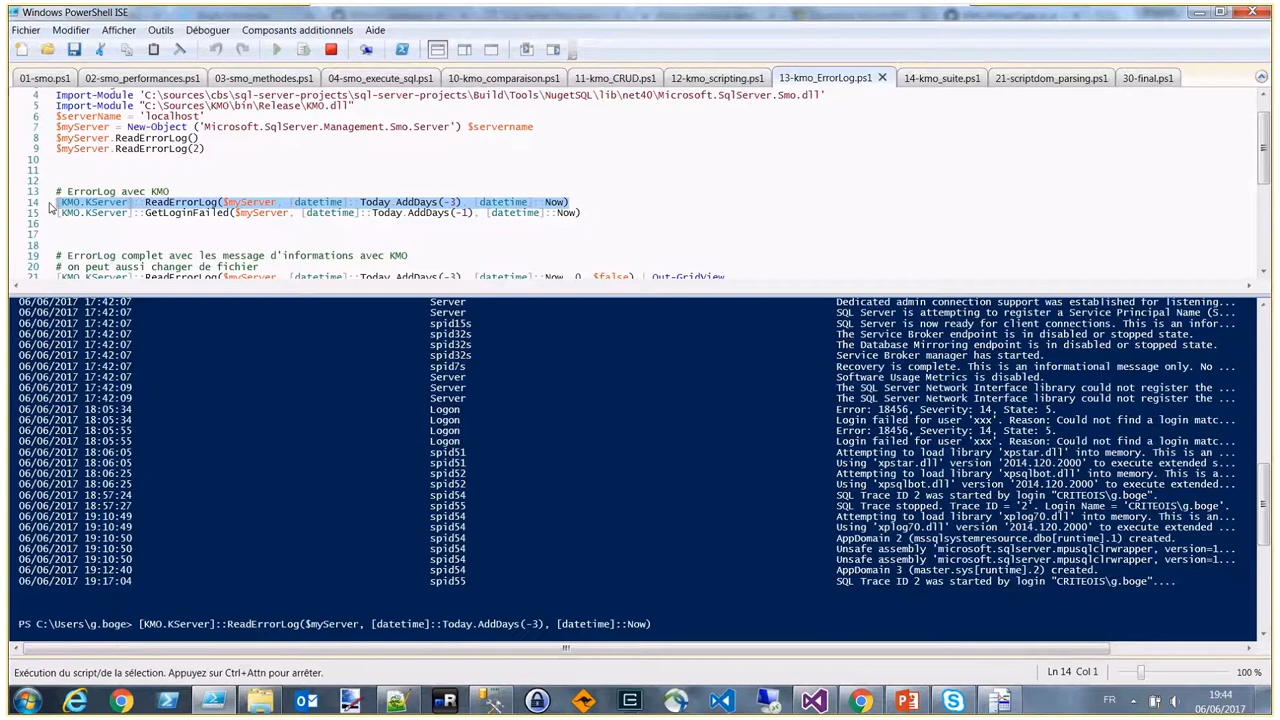 Windows PowerShell ISE
Fichier Modifier Afficher Outils Déboguer Composants additionnels Aide
01-smo.ps1 02-smo_performances.ps1 03-smo_methodes.ps1 04-smo_execute_sql.ps1 10-kmo_comparaison.ps1 11-kmo_CRUD.ps1 12-kmo_scripting.ps1 13-kmo_ErrorLog.ps1 14-kmo_suite.ps1 21-scriptdom_parsing.ps1 30-final.ps1
4 Import-Module 'C:\sources\cbs\sql-server-projects\sql-server-projects\Build\Tools\NugetSQL\lib\net40\Microsoft.SqlServer.Smo.dll'
5 Import-Module "C:\Sources\KMO\bin\Release\KMO.dll"
6 $serverName = 'localhost'
7 $myServer = New-Object ('Microsoft.SqlServer.Management.Smo.Server') $servername
8 $myServer.ReadErrorLog()
9 $myServer.ReadErrorLog(2)
10
11
12
13 # ErrorLog avec KMO
14 [KMO.KServer]::ReadErrorLog($myServer, [datetime]::Today.AddDays(-3), [datetime]::Now)
15 [KMO.KServer]::GetLoginFailed($myServer, [datetime]::Today.AddDays(-1), [datetime]::Now)
16
17
18
19 # ErrorLog complet avec les message d'informations avec KMO
20 # on peut aussi changer de fichier
21 [KMO.KServer]::ReadErrorLog($myServer, [datetime]::Today.AddDays(-3), [datetime]::Now, 0, $false) | Out-GridView
06/06/2017 17:42:07 Server Dedicated admin connection support was established for listening...
06/06/2017 17:42:07 Server SQL Server is attempting to register a Service Principal Name (S...
06/06/2017 17:42:07 spid15s SQL Server is now ready for client connections. This is an infor...
06/06/2017 17:42:07 spid32s The Service Broker endpoint is in disabled or stopped state.
06/06/2017 17:42:07 spid32s The Database Mirroring endpoint is in disabled or stopped state.
06/06/2017 17:42:07 spid32s Service Broker manager has started.
06/06/2017 17:42:07 spid7s Recovery is complete. This is an informational message only. No ...
06/06/2017 17:42:07 Server Software Usage Metrics is disabled.
06/06/2017 17:42:09 Server The SQL Server Network Interface library could not register the ...
06/06/2017 17:42:09 Server The SQL Server Network Interface library could not register the ...
06/06/2017 18:05:34 Logon Error: 18456, Severity: 14, State: 5.
06/06/2017 18:05:34 Logon Login failed for user 'xxx'. Reason: Could not find a login matc...
06/06/2017 18:05:55 Logon Error: 18456, Severity: 14, State: 5.
06/06/2017 18:05:55 Logon Login failed for user 'xxx'. Reason: Could not find a login matc...
06/06/2017 18:06:05 spid51 Attempting to load library 'xpstar.dll' into memory. This is an ...
06/06/2017 18:06:05 spid51 Using 'xpstar.dll' version '2014.120.2000' to execute extended s...
06/06/2017 18:06:25 spid52 Attempting to load library 'xpsqlbot.dll' into memory. This is a...
06/06/2017 18:06:25 spid52 Using 'xpsqlbot.dll' version '2014.120.2000' to execute extended...
06/06/2017 18:57:24 spid54 SQL Trace ID 2 was started by login "CRITEOIS\g.boge".
06/06/2017 18:57:27 spid55 SQL Trace stopped. Trace ID = '2'. Login Name = 'CRITEOIS\g.boge'.
06/06/2017 19:10:49 spid54 Attempting to load library 'xplog70.dll' into memory. This is an...
06/06/2017 19:10:49 spid54 Using 'xplog70.dll' version '2014.120.2000' to execute extended ...
06/06/2017 19:10:50 spid54 AppDomain 2 (mssqlsystemresource.dbo[runtime].1) created.
06/06/2017 19:10:50 spid54 Unsafe assembly 'microsoft.sqlserver.mpusqlclrwrapper, version=1...
06/06/2017 19:10:50 spid54 Unsafe assembly 'microsoft.sqlserver.mpusqlclrwrapper, version=1...
06/06/2017 19:12:40 spid54 AppDomain 3 (master.sys[runtime].2) created.
06/06/2017 19:17:04 spid55 SQL Trace ID 2 was started by login "CRITEOIS\g.boge"....
PS C:\Users\g.boge> [KMO.KServer]::ReadErrorLog($myServer, [datetime]::Today.AddDays(-3), [datetime]::Now)
Exécution du script/de la sélection. Appuyez sur Ctrl+Attn pour arrêter. Ln 14 Col 1 100 %
FR 19:44
06/06/2017